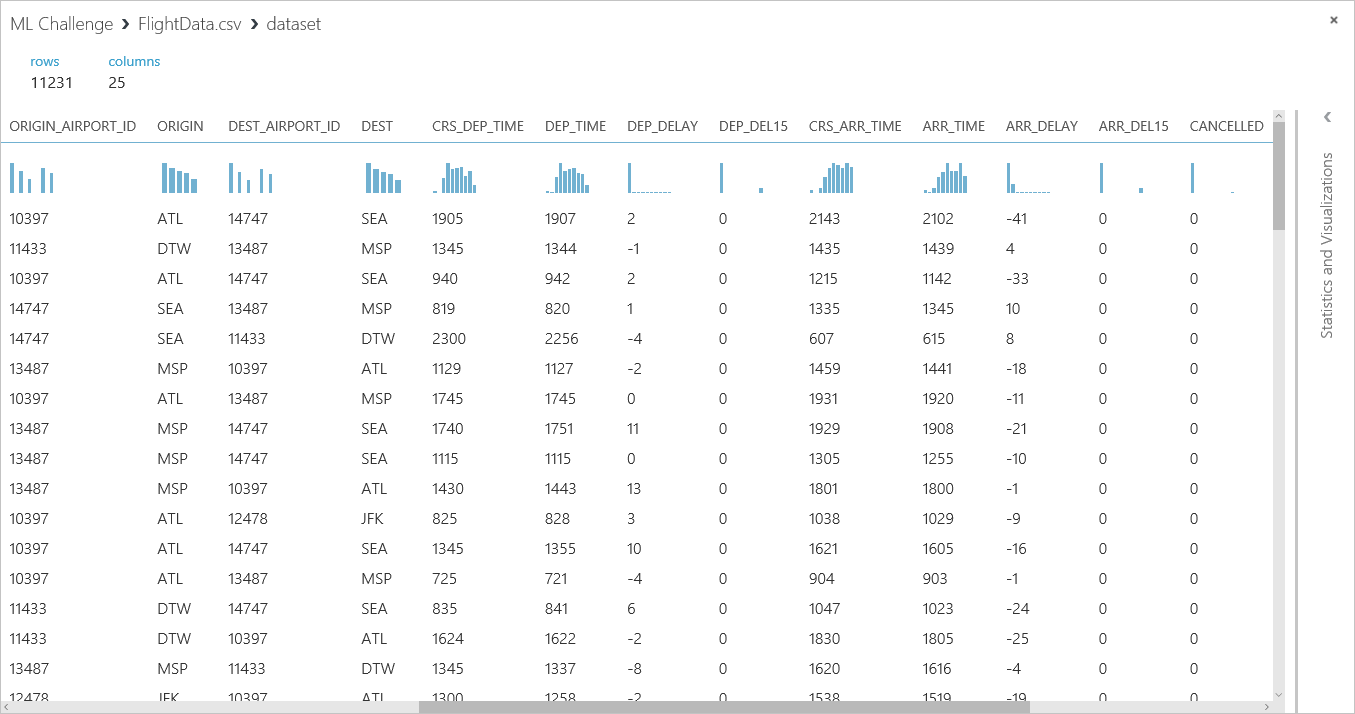 ML Challenge › FlightData.csv › dataset ×
rows columns
11231 25
ORIGIN_AIRPORT_ID ORIGIN DEST_AIRPORT_ID DEST CRS_DEP_TIME DEP_TIME DEP_DELAY DEP_DEL15 CRS_ARR_TIME ARR_TIME ARR_DELAY ARR_DEL15 CANCELLED
10397 ATL 14747 SEA 1905 1907 2 0 2143 2102 -41 0 0
11433 DTW 13487 MSP 1345 1344 -1 0 1435 1439 4 0 0
10397 ATL 14747 SEA 940 942 2 0 1215 1142 -33 0 0
14747 SEA 13487 MSP 819 820 1 0 1335 1345 10 0 0
14747 SEA 11433 DTW 2300 2256 -4 0 607 615 8 0 0
13487 MSP 10397 ATL 1129 1127 -2 0 1459 1441 -18 0 0
10397 ATL 13487 MSP 1745 1745 0 0 1931 1920 -11 0 0
13487 MSP 14747 SEA 1740 1751 11 0 1929 1908 -21 0 0
13487 MSP 14747 SEA 1115 1115 0 0 1305 1255 -10 0 0
13487 MSP 10397 ATL 1430 1443 13 0 1801 1800 -1 0 0
10397 ATL 12478 JFK 825 828 3 0 1038 1029 -9 0 0
10397 ATL 14747 SEA 1345 1355 10 0 1621 1605 -16 0 0
10397 ATL 13487 MSP 725 721 -4 0 904 903 -1 0 0
11433 DTW 14747 SEA 835 841 6 0 1047 1023 -24 0 0
11433 DTW 10397 ATL 1624 1622 -2 0 1830 1805 -25 0 0
13487 MSP 11433 DTW 1345 1337 -8 0 1620 1616 -4 0 0
12478 JFK 10397 ATL 1300 1258 -2 0 1538 1519 -19 0 0
Statistics and Visualizations